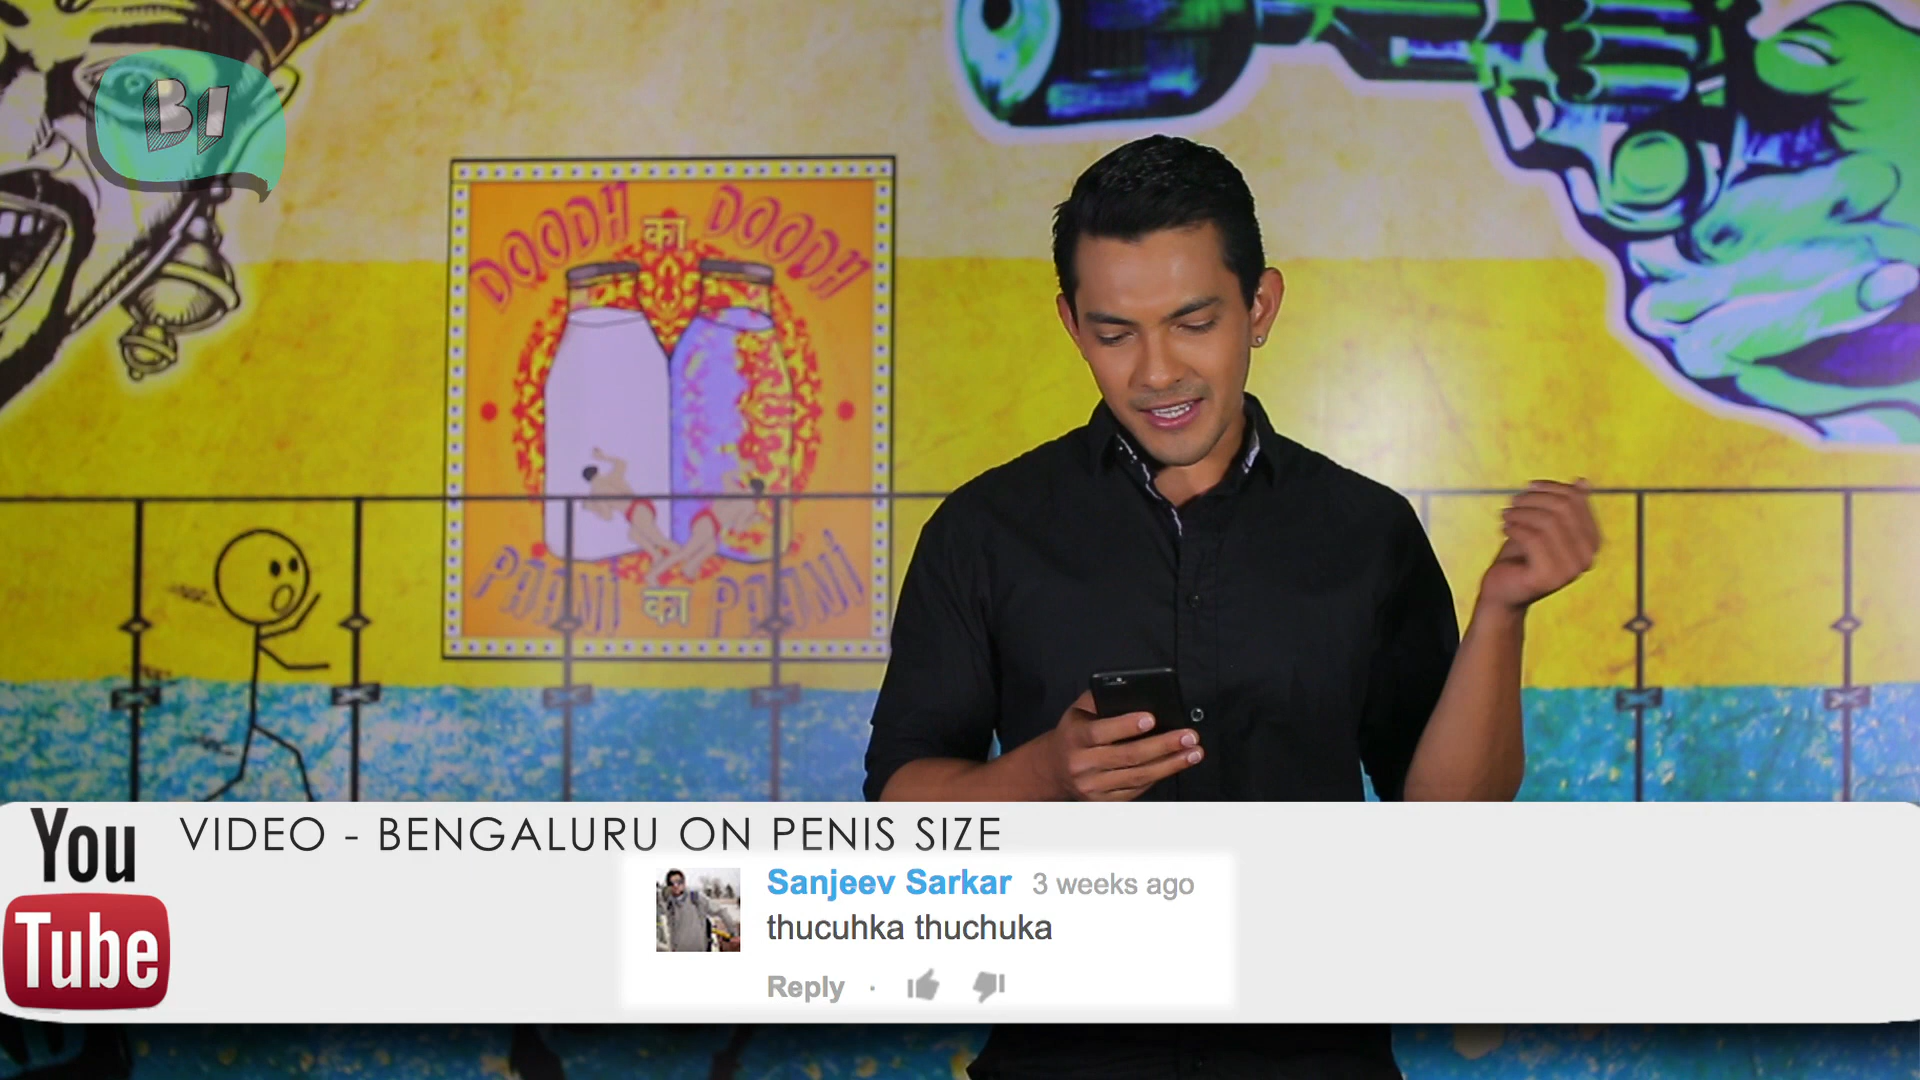 BI
DOODH का DOODH
PAANI का PAANI
You
Tube
VIDEO - BENGALURU ON PENIS SIZE
Sanjeev Sarkar 3 weeks ago
thucuhka thuchuka
Reply ·